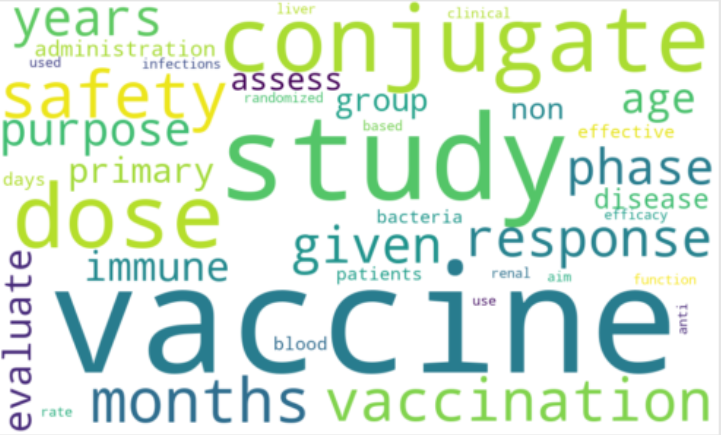 years
liver
clinical
conjugate
administration
used
infections
assess
safety
randomized
group
non
age
purpose
based
effective
study
phase
days
primary
disease
dose
bacteria
efficacy
given
response
immune
patients
renal
aim
function
evaluate
vaccine
use
anti
blood
rate
months
vaccination